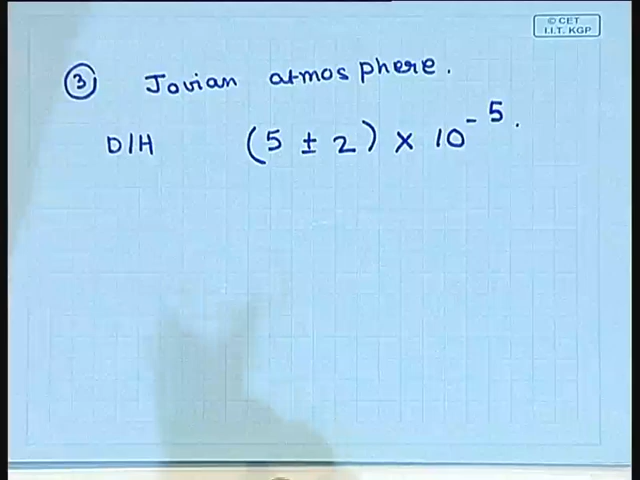 © CET
I.I.T. KGP
③ Jovian atmosphere.
D/H (5 ± 2) × 10⁻⁵.